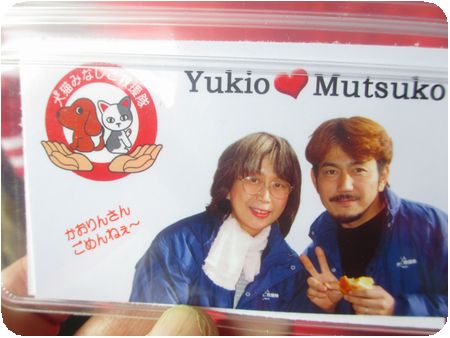 Yukio ❤ Mutsuko
犬猫みなしご救援隊
かおりんさん
ごめんねぇ〜